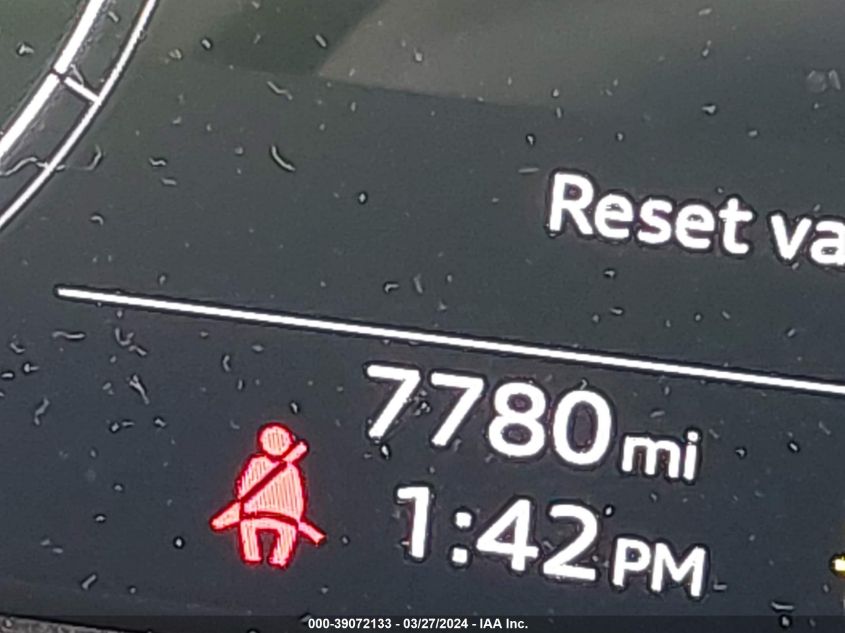 Reset va
7780 mi
1:42 PM
000-39072133 - 03/27/2024 - IAA Inc.